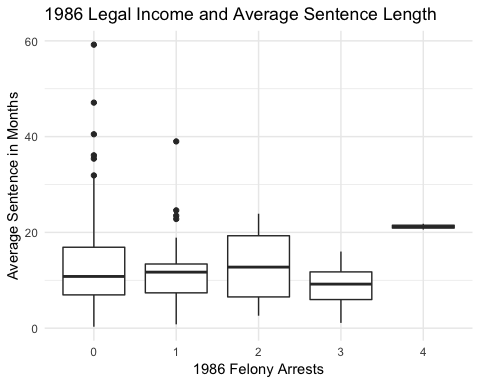 1986 Legal Income and Average Sentence Length
60
40
20
0
Average Sentence in Months
0 1 2 3 4
1986 Felony Arrests